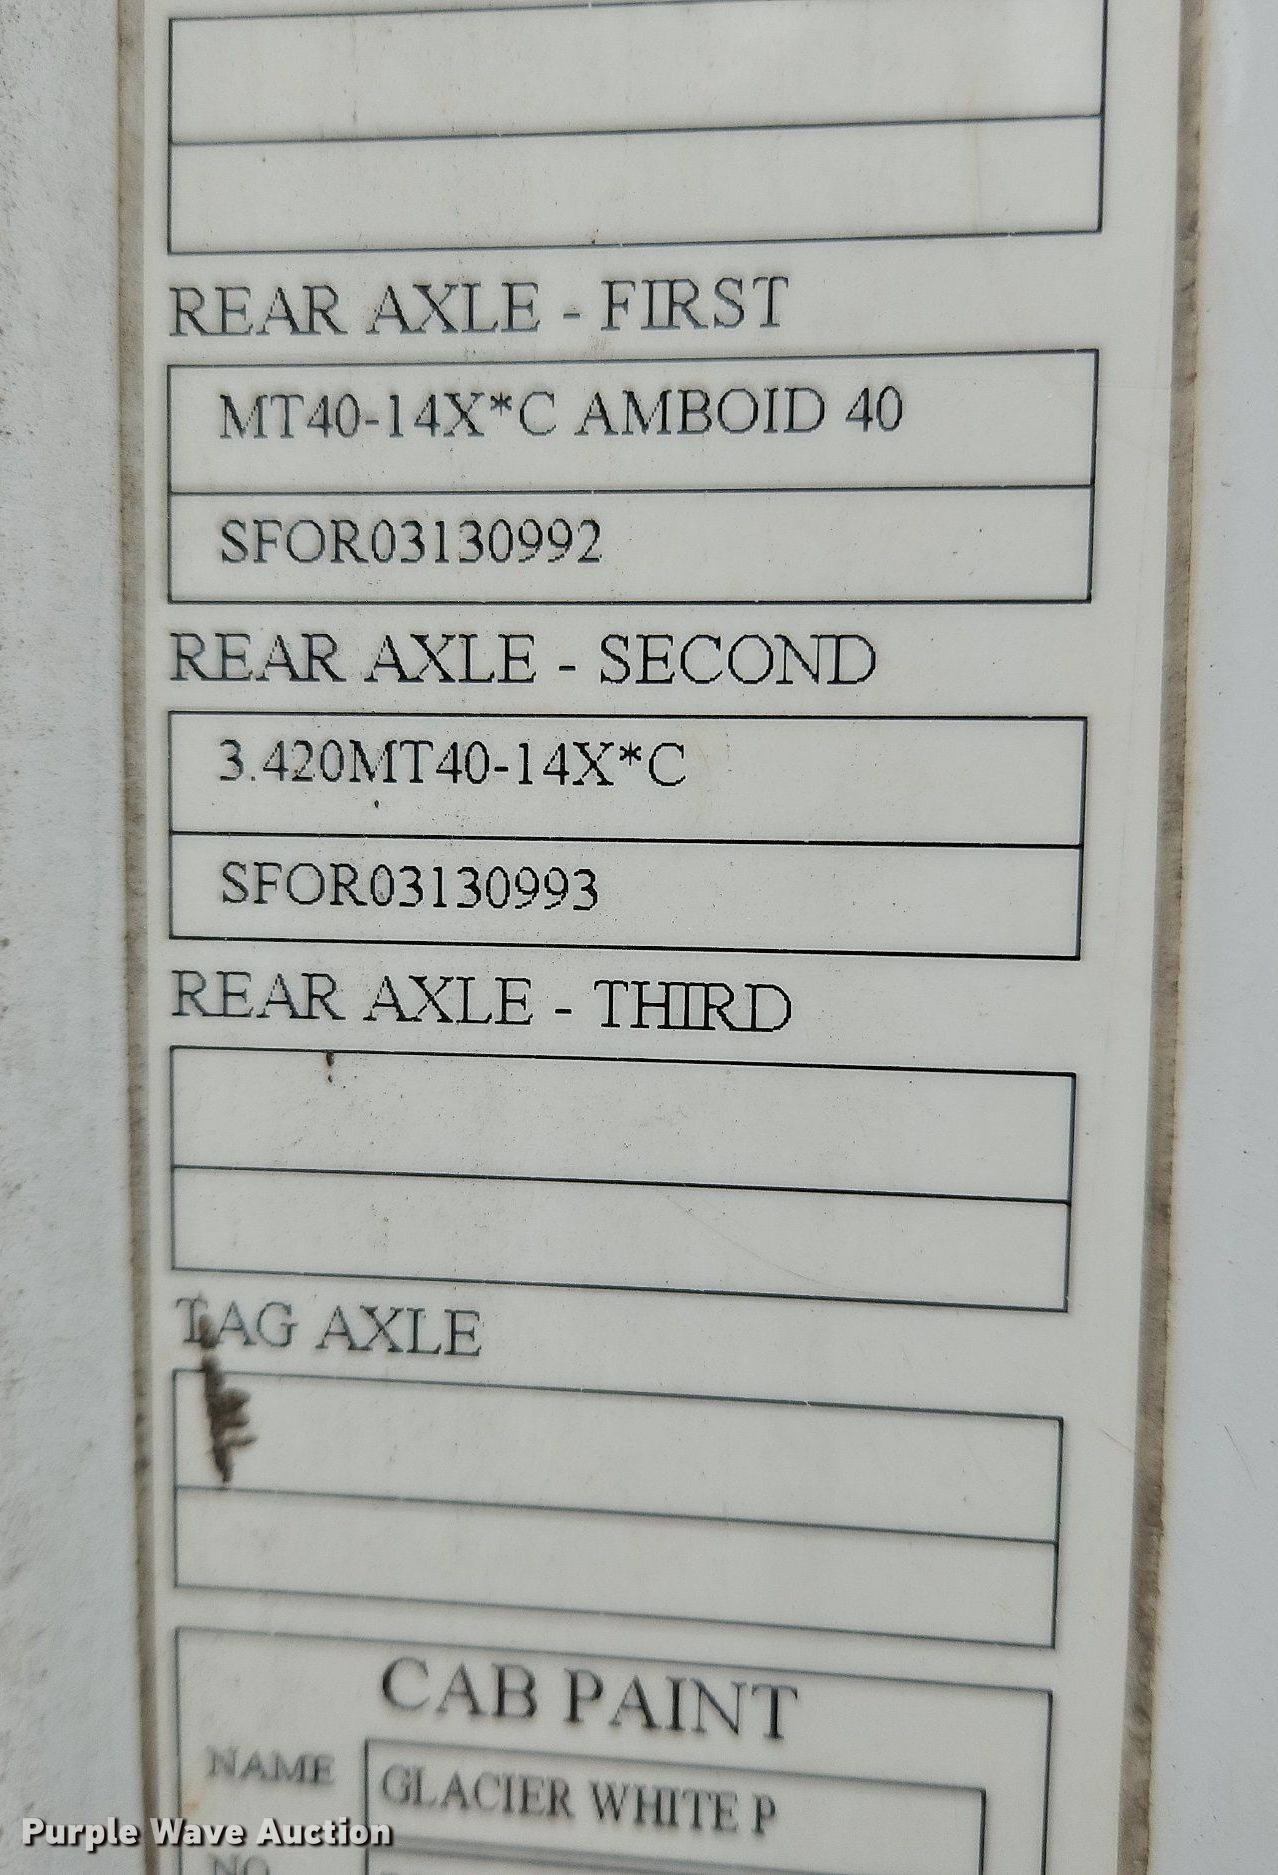 REAR AXLE - FIRST
MT40-14X*C AMBOID 40
SFOR03130992
REAR AXLE - SECOND
3.420MT40-14X*C
SFOR03130993
REAR AXLE - THIRD
TAG AXLE
CAB PAINT
NAME GLACIER WHITE P
NO
Purple Wave Auction